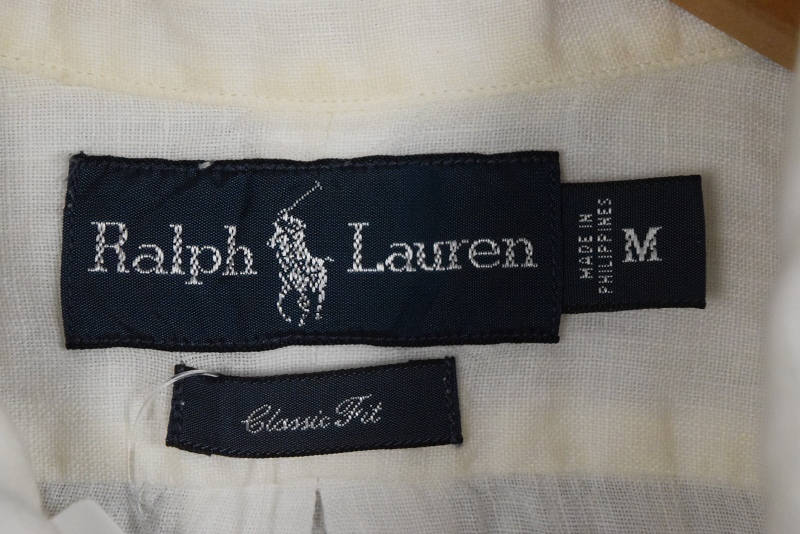 Ralph Lauren
MADE IN
PHILIPPINES
M
Classic Fit